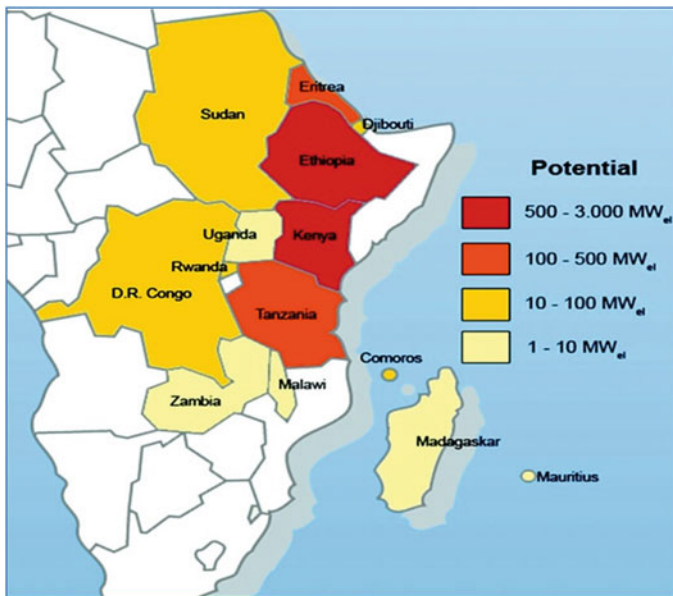 Eritrea
Sudan
Djibouti
Ethiopia
Potential
500 - 3.000 MWel
Uganda
Kenya
100 - 500 MWel
Rwanda
D.R. Congo
10 - 100 MWel
Tanzania
1 - 10 MWel
Comoros
Malawi
Zambia
Madagaskar
Mauritius